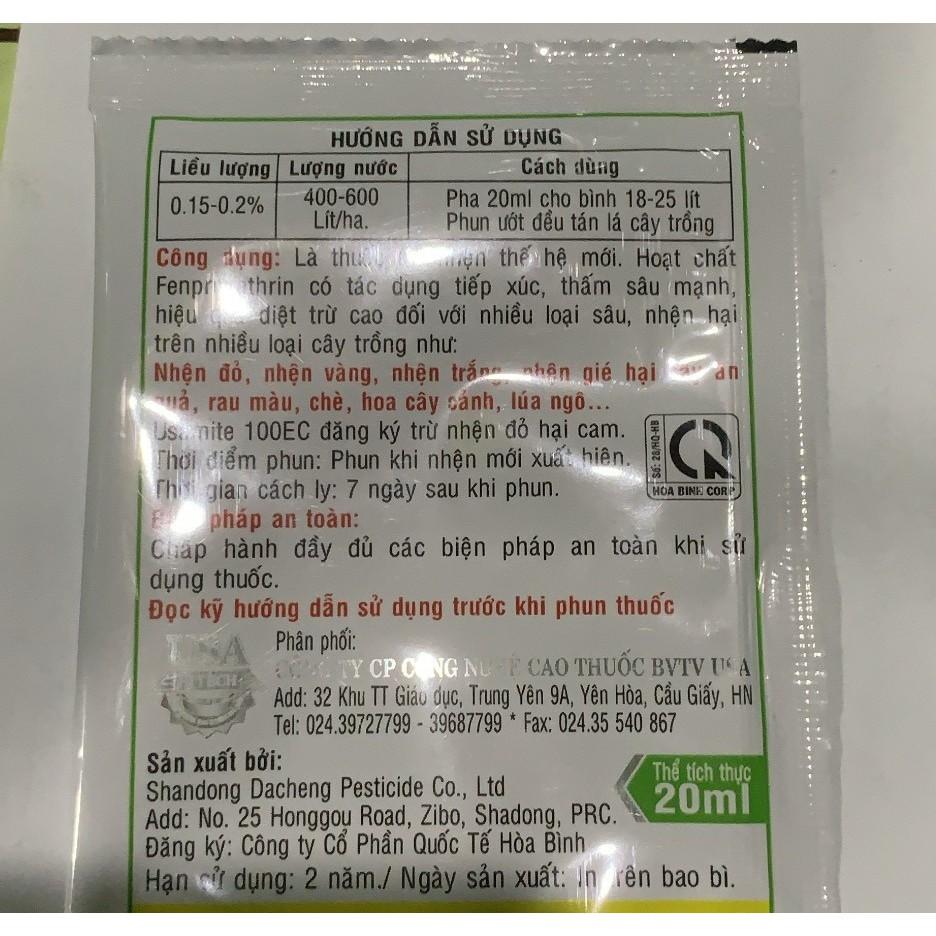 HƯỚNG DẪN SỬ DỤNG
Liều lượng Lượng nước Cách dùng
0.15-0.2% 400-600 Lít/ha. Pha 20ml cho bình 18-25 lít
Phun ướt đều tán lá cây trồng
Công dụng: Là thế hệ mới. Hoạt chất
có tác dụng tiếp xúc, thấm sâu mạnh,
hiệu diệt trừ cao đối với nhiều loại sâu, nhện hại
trên nhiều loại cây trồng như:
Nhện đỏ, nhện vàng, nhện trắng, nhện gié hại ăn
rau màu, chè, hoa cây cảnh, lúa ngô...
100EC đăng ký trừ nhện đỏ hại cam.
Thời điểm phun: Phun khi nhện mới xuất hiện.
Thời gian cách ly: 7 ngày sau khi phun.
pháp an toàn:
Chấp hành đầy đủ các biện pháp an toàn khi sử
dụng thuốc.
Đọc kỹ hướng dẫn sử dụng trước khi phun thuốc
Số: 28/HQ-HB
HOA BINH CORP
USA
Phân phối:
CÔNG TY CP CÔNG CAO THUỐC BVTV USA
Add: 32 Khu TT Giáo dục, Trung Yên 9A, Yên Hòa, Cầu Giấy, HN
Tel: 024.39727799 - 39687799 * Fax: 024.35 540 867
Sản xuất bởi:
Shandong Dacheng Pesticide Co., Ltd
Add: No. 25 Honggou Road, Zibo, Shadong, PRC.
Đăng ký: Công ty Cổ Phần Quốc Tế Hòa Bình
Hạn sử dụng: 2 năm./ Ngày sản xuất: In trên bao bì.
Thể tích thực
20ml